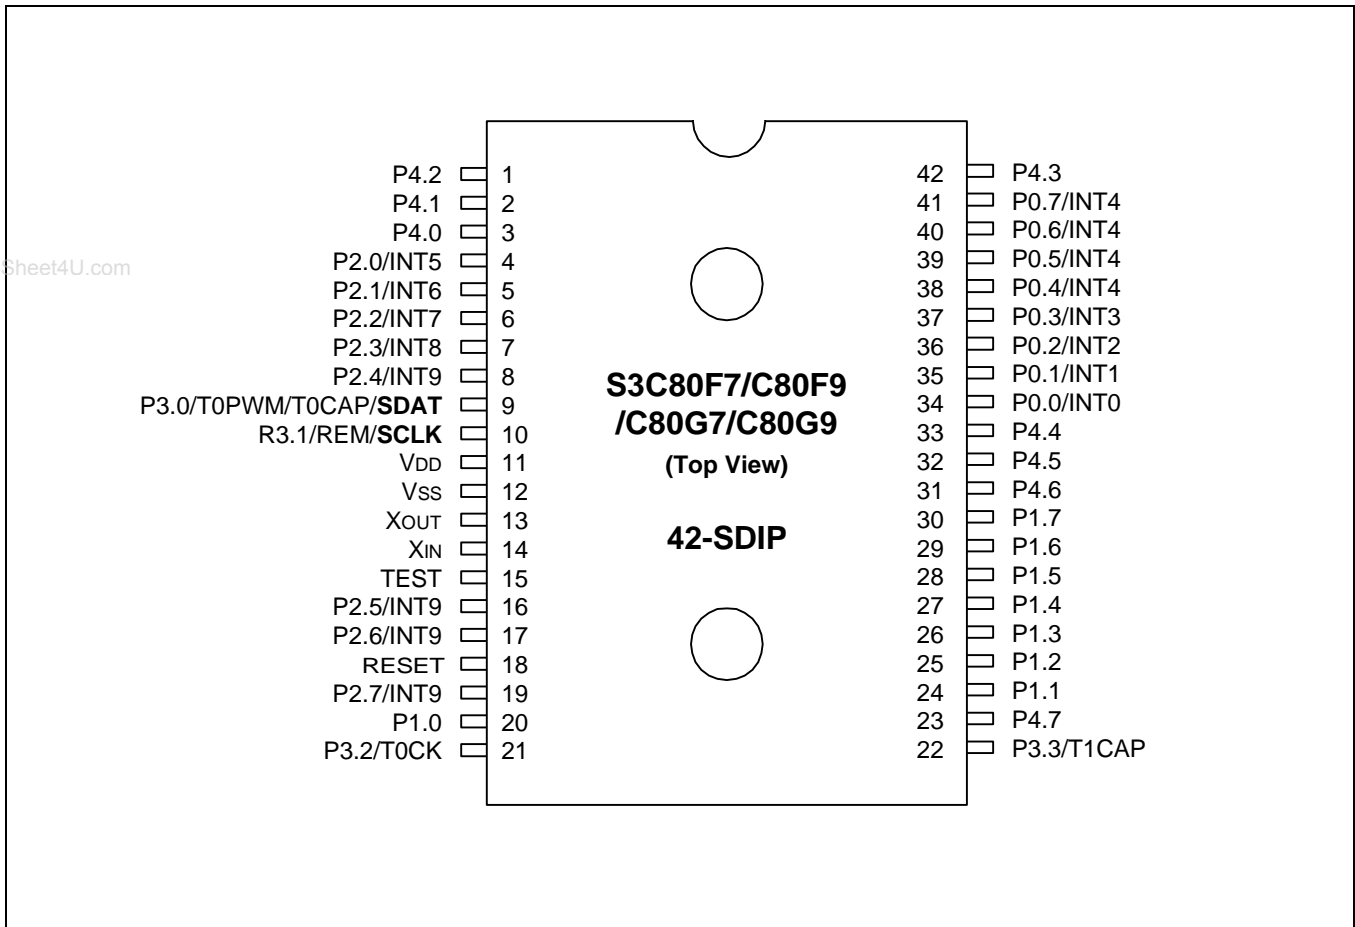 P4.2 1 42 P4.3
P4.1 2 41 P0.7/INT4
P4.0 3 40 P0.6/INT4
Sheet4U.com
P2.0/INT5 4 39 P0.5/INT4
P2.1/INT6 5 38 P0.4/INT4
P2.2/INT7 6 37 P0.3/INT3
P2.3/INT8 7 36 P0.2/INT2
P2.4/INT9 8 35 P0.1/INT1
P3.0/T0PWM/T0CAP/SDAT 9 34 P0.0/INT0
R3.1/REM/SCLK 10 33 P4.4
VDD 11 32 P4.5
VSS 12 31 P4.6
XOUT 13 30 P1.7
XIN 14 29 P1.6
TEST 15 28 P1.5
P2.5/INT9 16 27 P1.4
P2.6/INT9 17 26 P1.3
RESET 18 25 P1.2
P2.7/INT9 19 24 P1.1
P1.0 20 23 P4.7
P3.2/T0CK 21 22 P3.3/T1CAP
S3C80F7/C80F9
/C80G7/C80G9
(Top View)
42-SDIP